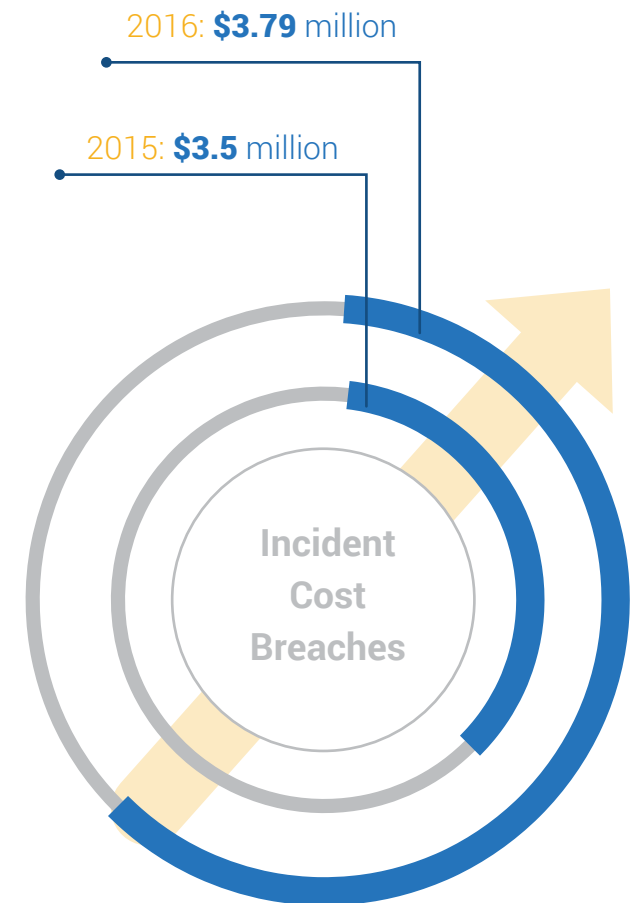 2016: $3.79 million
2015: $3.5 million
Incident
Cost
Breaches